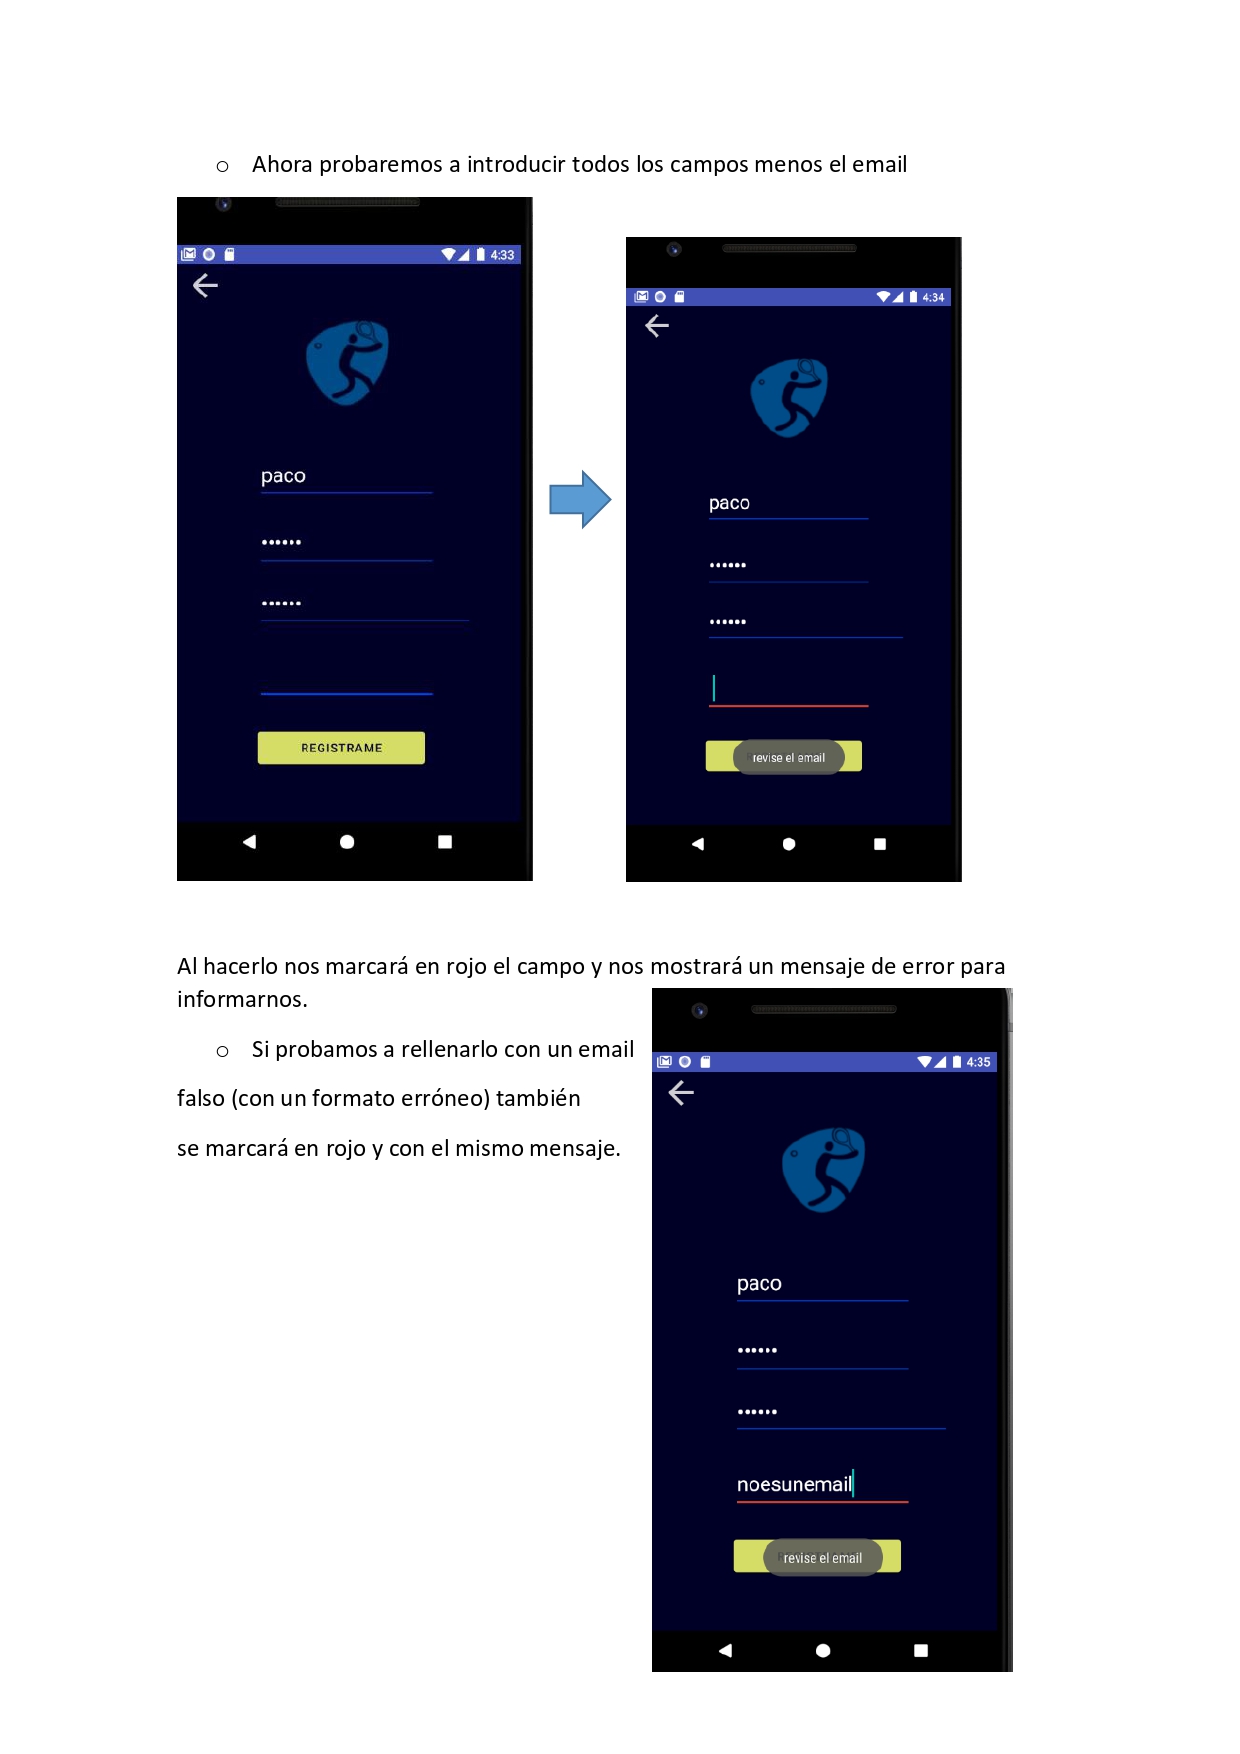 o Ahora probaremos a introducir todos los campos menos el email
4:33
paco
••••••
••••••
REGISTRAME
4:34
paco
••••••
••••••
revise el email
Al hacerlo nos marcará en rojo el campo y nos mostrará un mensaje de error para
informarnos.
o Si probamos a rellenarlo con un email
falso (con un formato erróneo) también
se marcará en rojo y con el mismo mensaje.
4:35
paco
••••••
••••••
noesunemail
revise el email